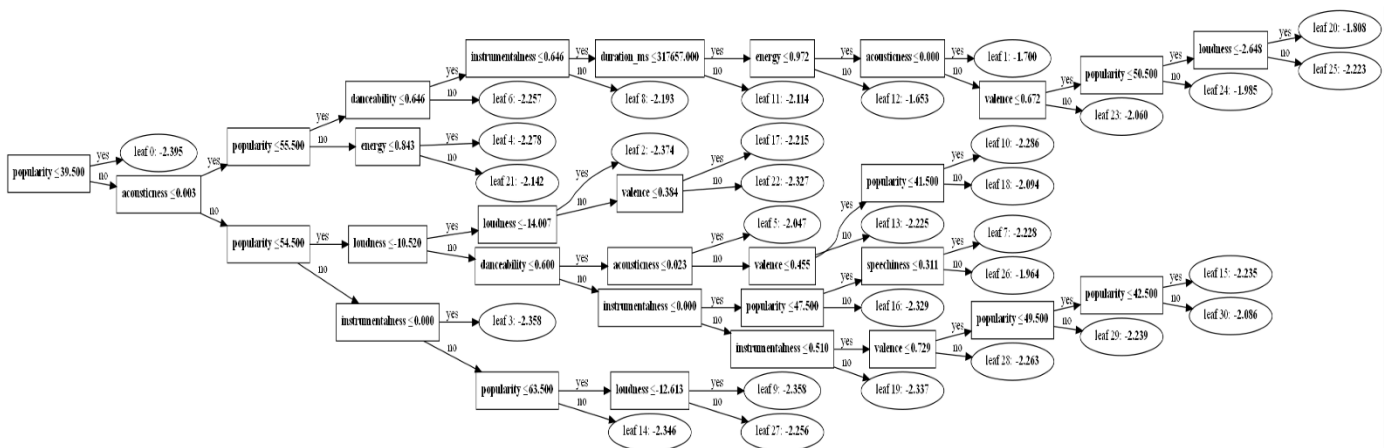 popularity ≤39.500
yes
no
leaf 0: -2.395
acousticness ≤0.003
yes
no
popularity ≤55.500
yes
no
danceability ≤0.646
yes
no
instrumentalness ≤0.646
yes
no
duration_ms ≤317657.000
yes
no
energy ≤0.972
yes
no
acousticness ≤0.000
yes
no
leaf 1: -1.700
valence ≤0.672
yes
no
popularity ≤50.500
yes
no
loudness ≤-2.648
yes
no
leaf 20: -1.808
leaf 25: -2.223
leaf 24: -1.985
leaf 23: -2.060
leaf 12: -1.653
leaf 11: -2.114
leaf 8: -2.193
leaf 6: -2.257
energy ≤0.843
yes
no
leaf 4: -2.278
leaf 21: -2.142
popularity ≤54.500
yes
no
loudness ≤-10.520
yes
no
loudness ≤-14.007
yes
no
leaf 2: -2.374
valence ≤0.384
yes
no
leaf 17: -2.215
leaf 22: -2.327
danceability ≤0.600
yes
no
acousticness ≤0.023
yes
no
leaf 5: -2.047
valence ≤0.455
yes
no
popularity ≤41.500
yes
no
leaf 10: -2.286
leaf 18: -2.094
leaf 13: -2.225
instrumentalness ≤0.000
yes
no
popularity ≤47.500
yes
no
speechiness ≤0.311
yes
no
leaf 7: -2.228
leaf 26: -1.964
leaf 16: -2.329
instrumentalness ≤0.510
yes
no
valence ≤0.729
yes
no
popularity ≤49.500
yes
no
popularity ≤42.500
yes
no
leaf 15: -2.235
leaf 30: -2.086
leaf 29: -2.239
leaf 28: -2.263
leaf 19: -2.337
instrumentalness ≤0.000
yes
no
leaf 3: -2.358
popularity ≤63.500
yes
no
loudness ≤-12.613
yes
no
leaf 9: -2.358
leaf 27: -2.256
leaf 14: -2.346